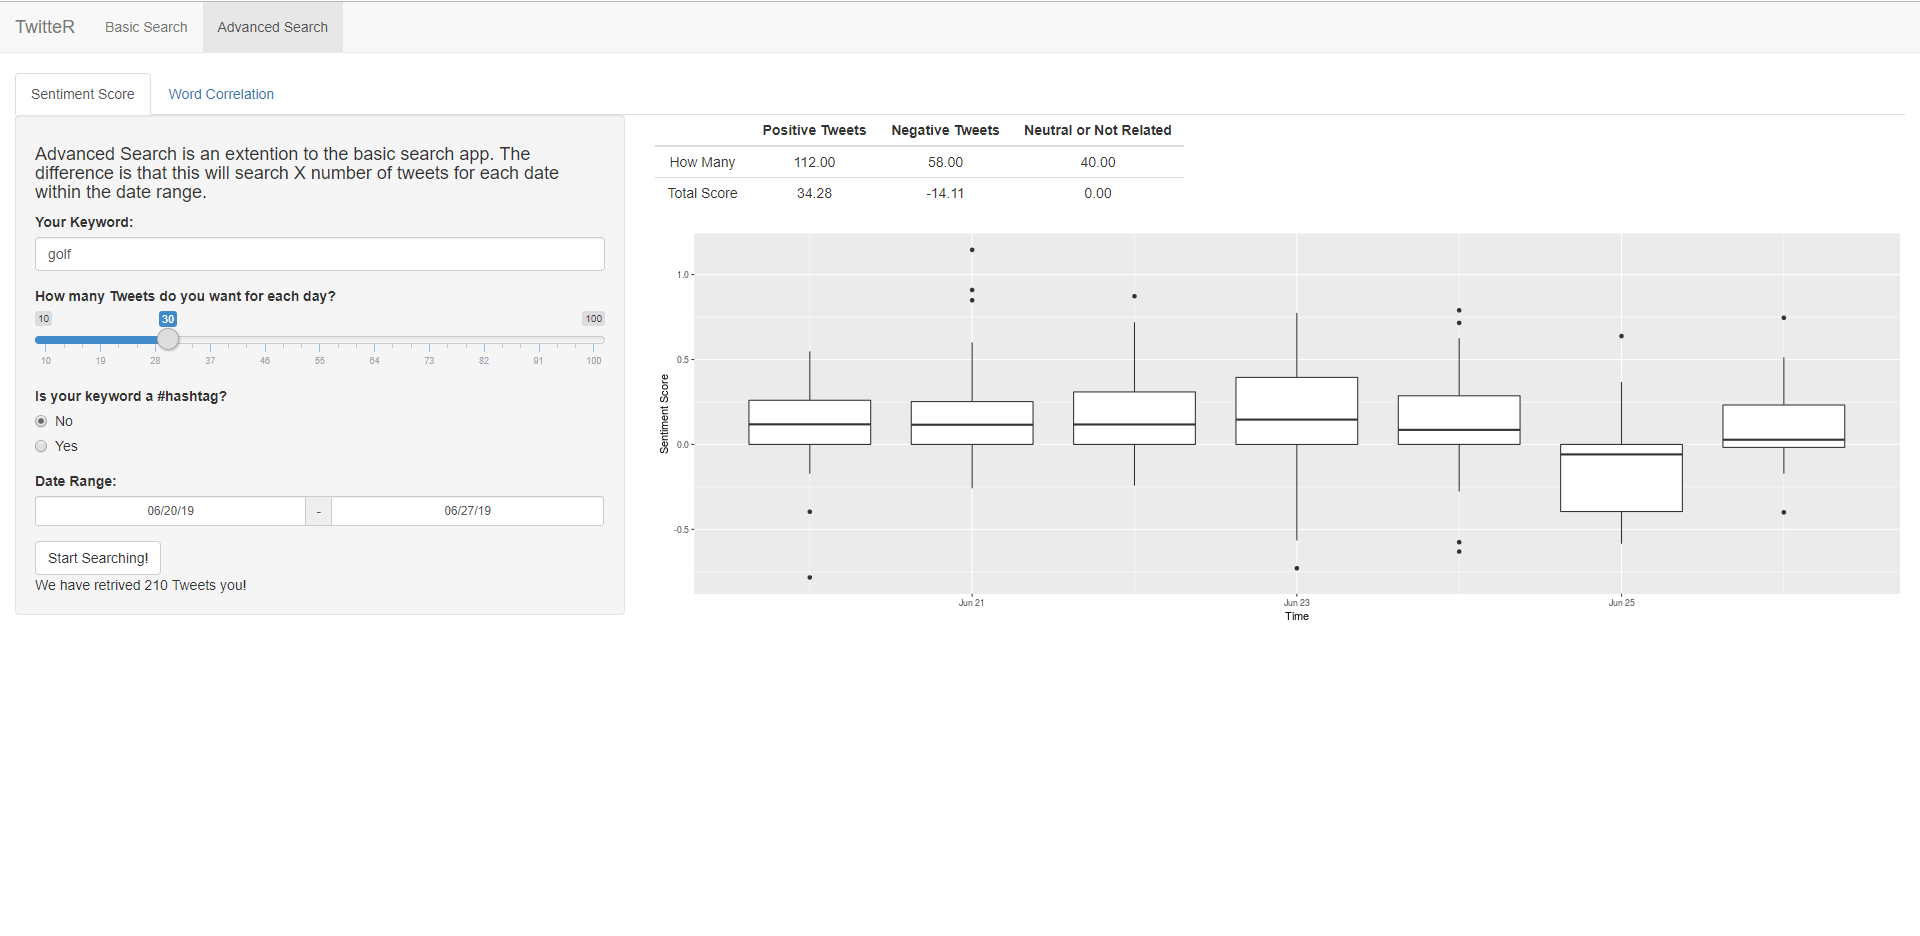 TwitteR Basic Search Advanced Search
Sentiment Score Word Correlation
Advanced Search is an extention to the basic search app. The
difference is that this will search X number of tweets for each date
within the date range.
Your Keyword:
golf
How many Tweets do you want for each day?
10 30 100
10 19 28 37 46 55 64 73 82 91 100
Is your keyword a #hashtag?
No
Yes
Date Range:
06/20/19 - 06/27/19
Start Searching!
We have retrived 210 Tweets you!
Positive Tweets Negative Tweets Neutral or Not Related
How Many 112.00 58.00 40.00
Total Score 34.28 -14.11 0.00
Sentiment Score
1.0
0.5
0.0
-0.5
Jun 21 Jun 23 Jun 25
Time